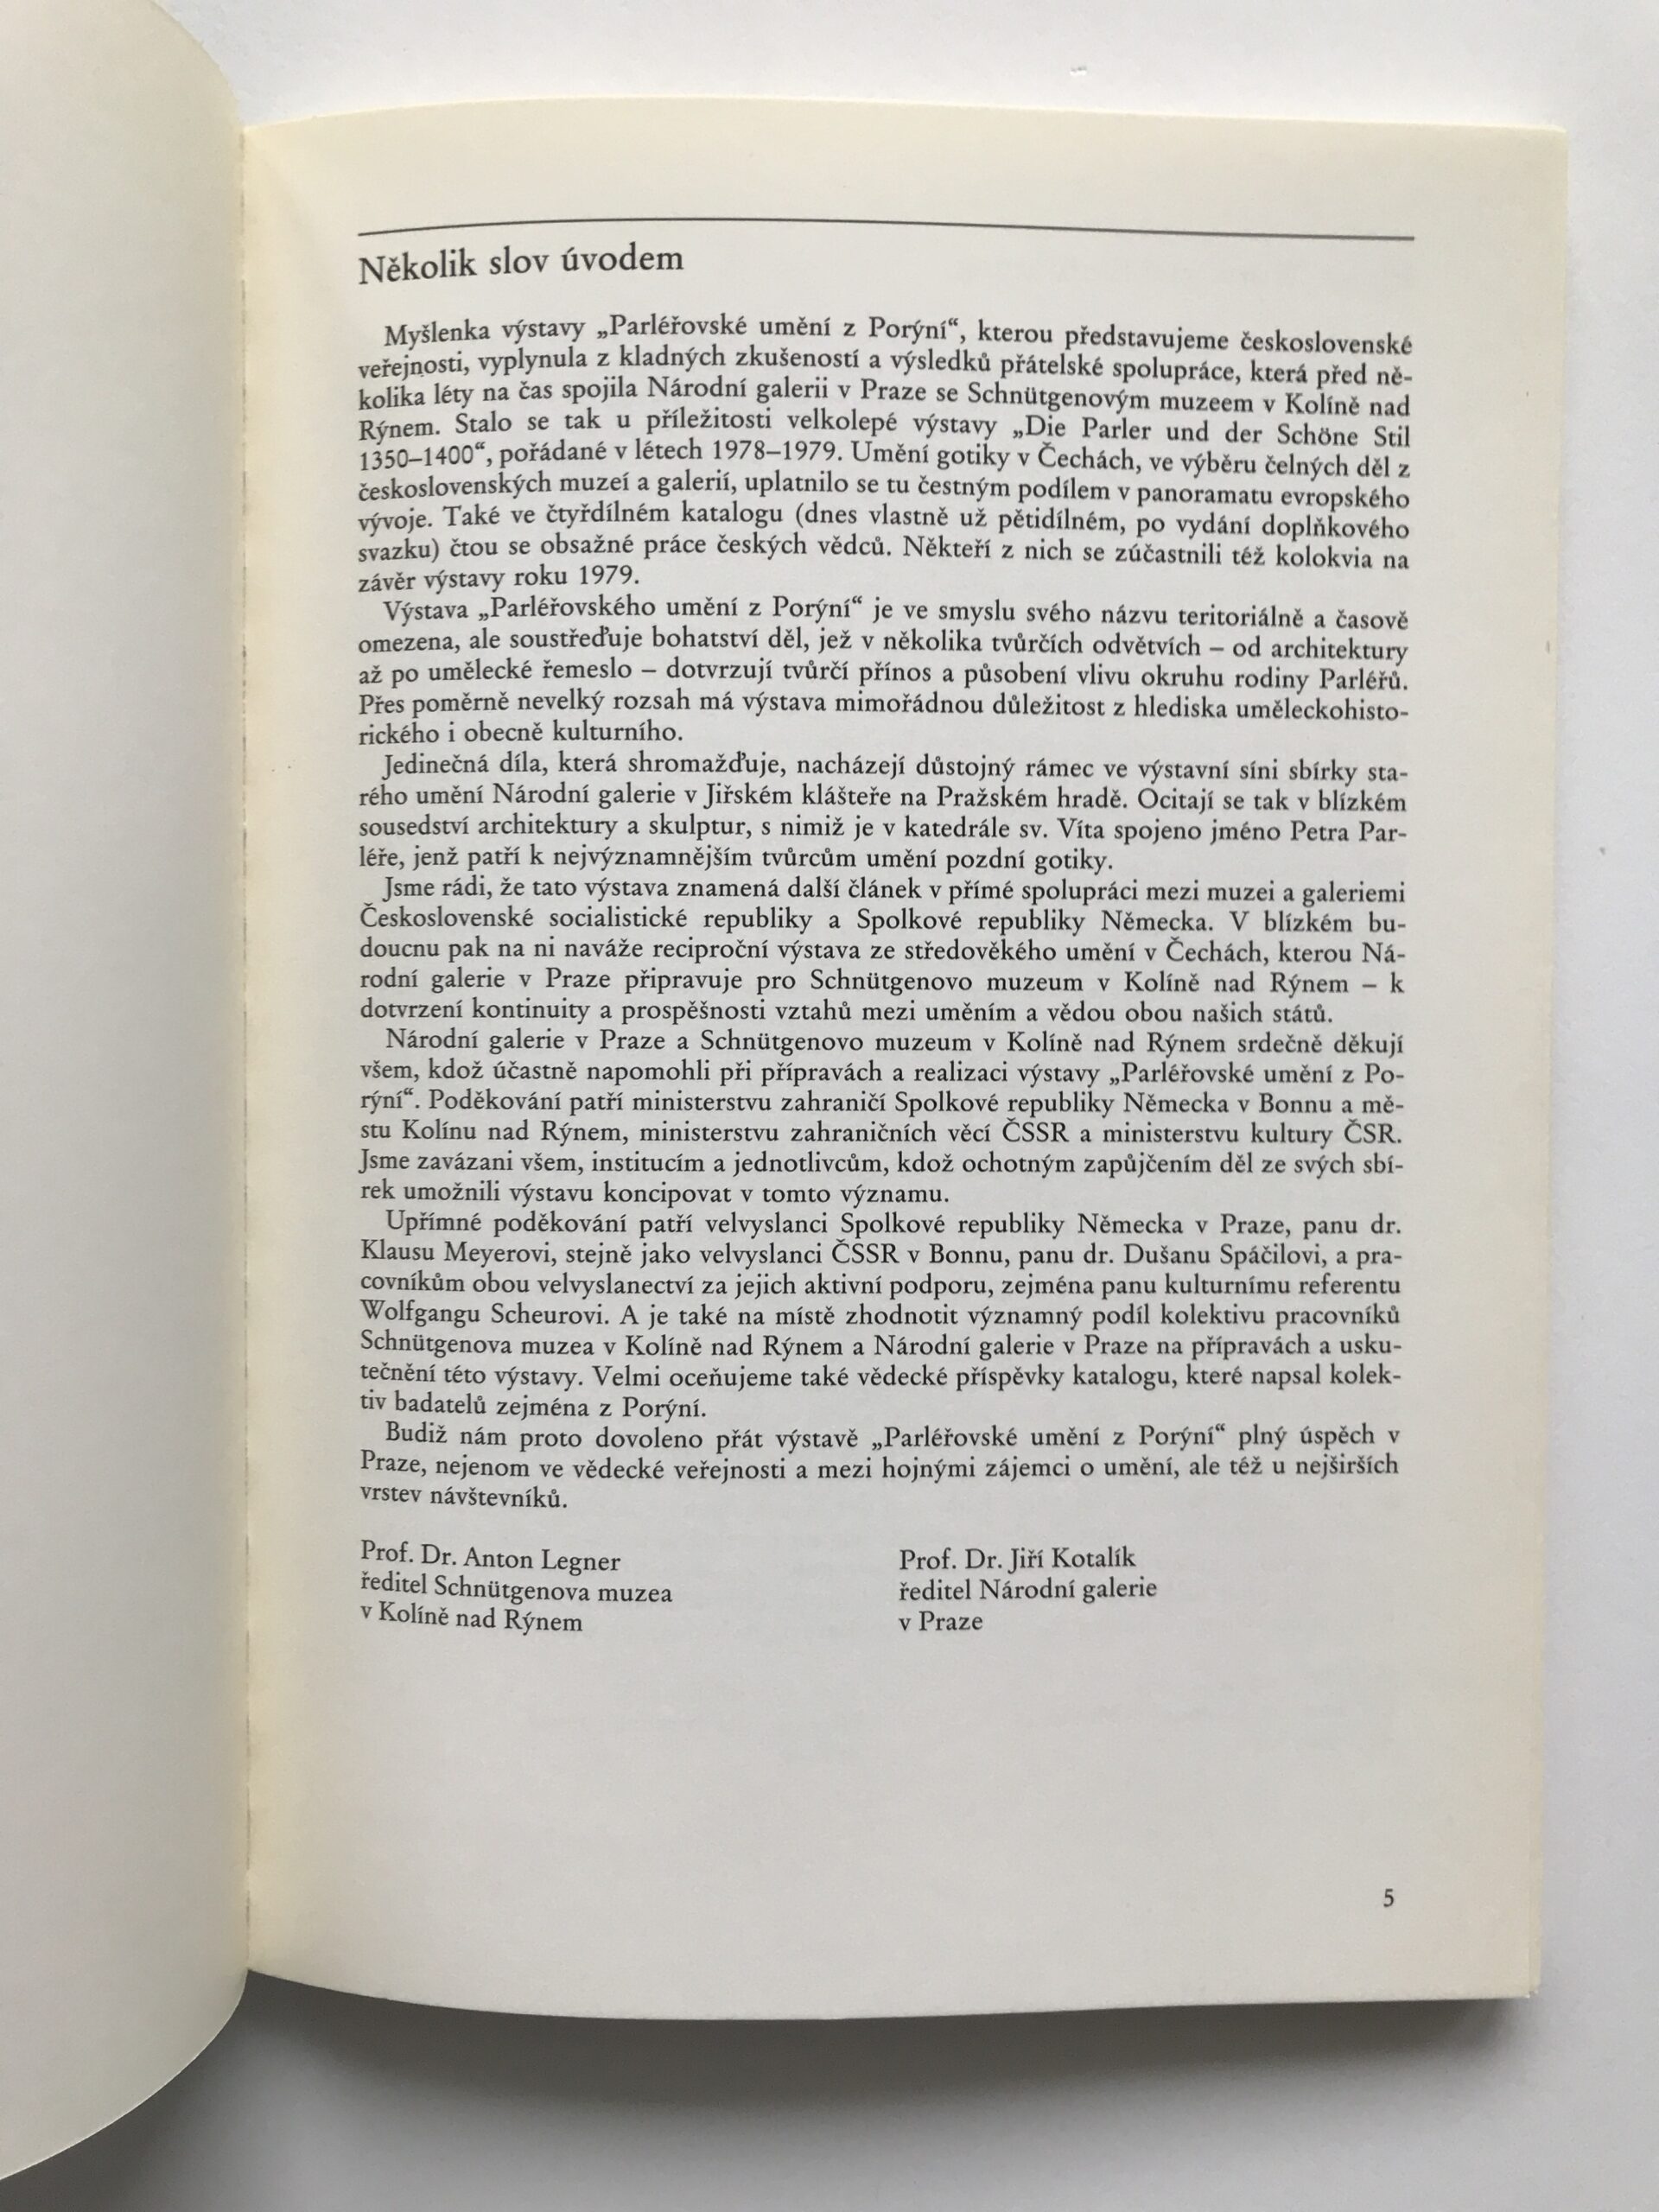 Několik slov úvodem
Myšlenka výstavy „Parléřovské umění z Porýní“, kterou představujeme československé
veřejnosti, vyplynula z kladných zkušeností a výsledků přátelské spolupráce, která před ně-
kolika léty na čas spojila Národní galerii v Praze se Schnütgenovým muzeem v Kolíně nad
Rýnem. Stalo se tak u příležitosti velkolepé výstavy „Die Parler und der Schöne Stil
1350–1400“, pořádané v létech 1978–1979. Umění gotiky v Čechách, ve výběru čelných děl z
československých muzeí a galerií, uplatnilo se tu čestným podílem v panoramatu evropského
vývoje. Také ve čtyřdílném katalogu (dnes vlastně už pětidílném, po vydání doplňkového
svazku) čtou se obsažné práce českých vědců. Někteří z nich se zúčastnili též kolokvia na
závěr výstavy roku 1979.
Výstava „Parléřovského umění z Porýní“ je ve smyslu svého názvu teritoriálně a časově
omezena, ale soustřeďuje bohatství děl, jež v několika tvůrčích odvětvích – od architektury
až po umělecké řemeslo – dotvrzují tvůrčí přínos a působení vlivu okruhu rodiny Parléřů.
Přes poměrně nevelký rozsah má výstava mimořádnou důležitost z hlediska uměleckohisto-
rického i obecně kulturního.
Jedinečná díla, která shromažďuje, nacházejí důstojný rámec ve výstavní síni sbírky sta-
rého umění Národní galerie v Jiřském klášteře na Pražském hradě. Ocitají se tak v blízkém
sousedství architektury a skulptur, s nimiž je v katedrále sv. Víta spojeno jméno Petra Par-
léře, jenž patří k nejvýznamnějším tvůrcům umění pozdní gotiky.
Jsme rádi, že tato výstava znamená další článek v přímé spolupráci mezi muzei a galeriemi
Československé socialistické republiky a Spolkové republiky Německa. V blízkém bu-
doucnu pak na ni naváže reciproční výstava ze středověkého umění v Čechách, kterou Ná-
rodní galerie v Praze připravuje pro Schnütgenovo muzeum v Kolíně nad Rýnem – k
dotvrzení kontinuity a prospěšnosti vztahů mezi uměním a vědou obou našich států.
Národní galerie v Praze a Schnütgenovo muzeum v Kolíně nad Rýnem srdečně děkují
všem, kdož účastně napomohli při přípravách a realizaci výstavy „Parléřovské umění z Po-
rýní“. Poděkování patří ministerstvu zahraničí Spolkové republiky Německa v Bonnu a mě-
stu Kolínu nad Rýnem, ministerstvu zahraničních věcí ČSSR a ministerstvu kultury ČSR.
Jsme zavázani všem, institucím a jednotlivcům, kdož ochotným zapůjčením děl ze svých sbí-
rek umožnili výstavu koncipovat v tomto významu.
Upřímné poděkování patří velvyslanci Spolkové republiky Německa v Praze, panu dr.
Klausu Meyerovi, stejně jako velvyslanci ČSSR v Bonnu, panu dr. Dušanu Spáčilovi, a pra-
covníkům obou velvyslanectví za jejich aktivní podporu, zejména panu kulturnímu referentu
Wolfgangu Scheurovi. A je také na místě zhodnotit významný podíl kolektivu pracovníků
Schnütgenova muzea v Kolíně nad Rýnem a Národní galerie v Praze na přípravách a usku-
tečnění této výstavy. Velmi oceňujeme také vědecké příspěvky katalogu, které napsal kolek-
tiv badatelů zejména z Porýní.
Budiž nám proto dovoleno přát výstavě „Parléřovské umění z Porýní“ plný úspěch v
Praze, nejenom ve vědecké veřejnosti a mezi hojnými zájemci o umění, ale též u nejširších
vrstev návštevníků.
Prof. Dr. Anton Legner
ředitel Schnütgenova muzea
v Kolíně nad Rýnem
Prof. Dr. Jiří Kotalík
ředitel Národní galerie
v Praze
5